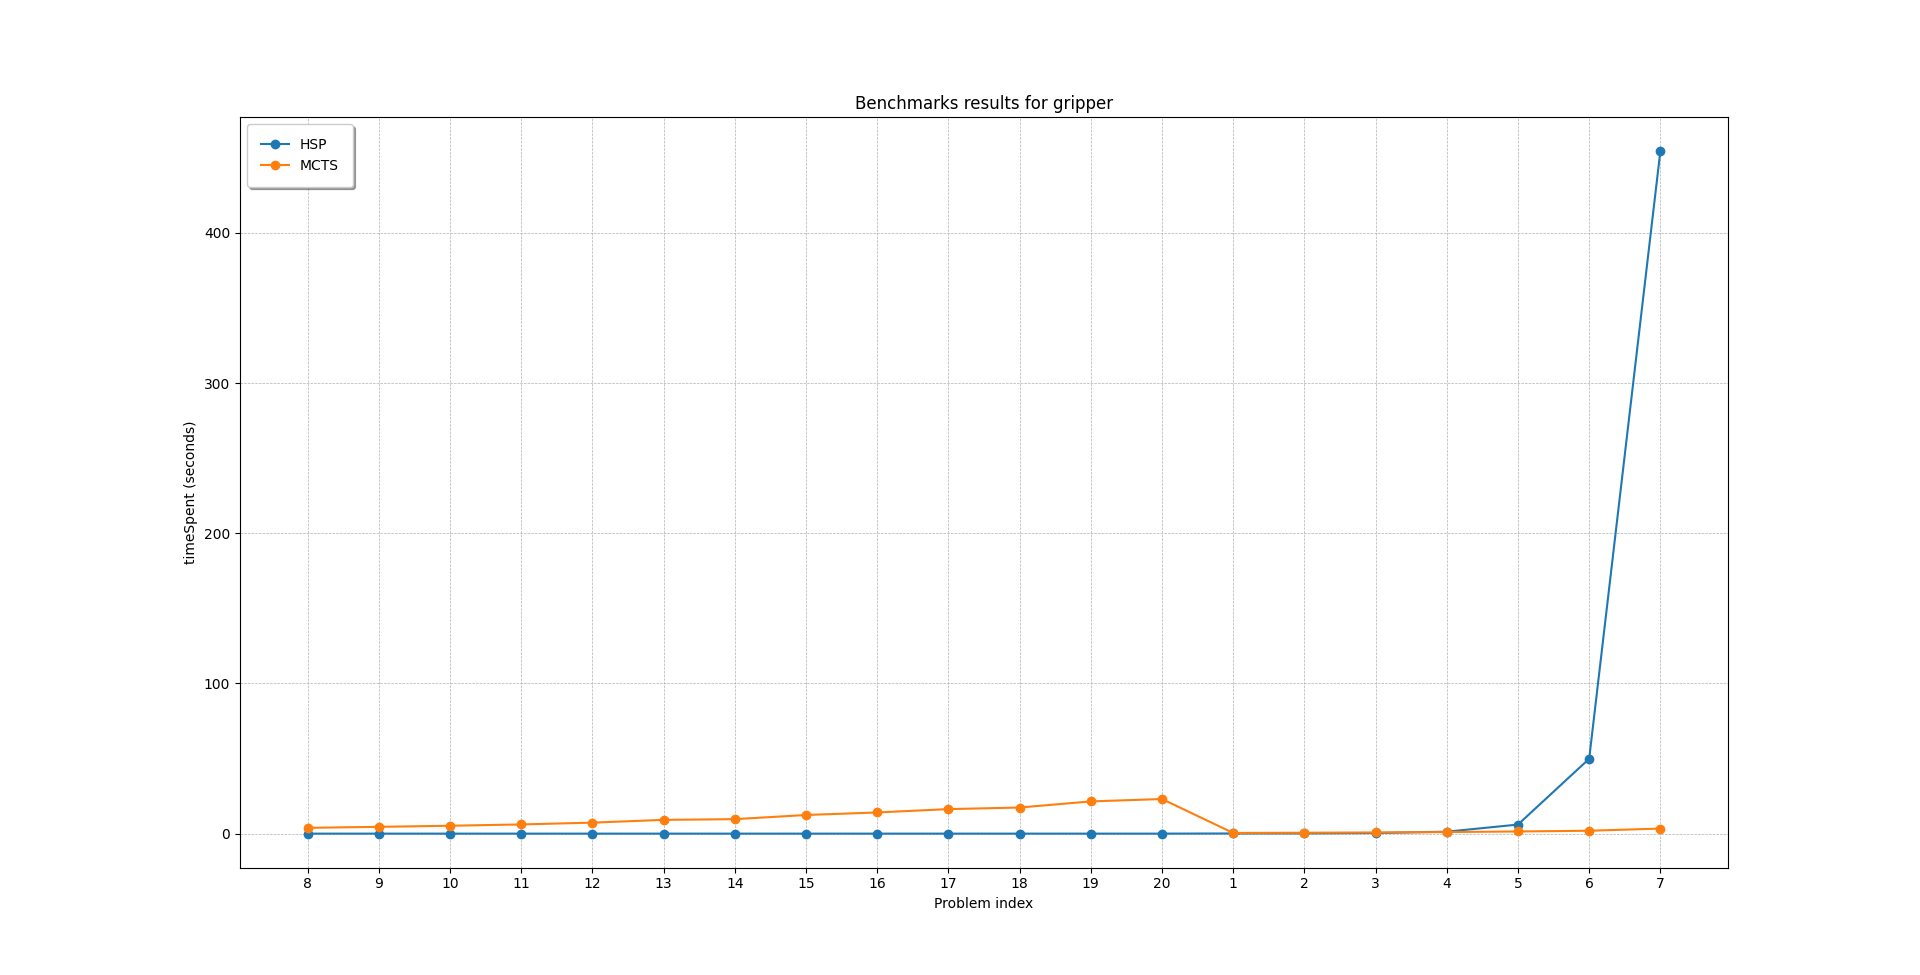 Benchmarks results for gripper
HSP
MCTS
400
300
200
100
0
timeSpent (seconds)
8 9 10 11 12 13 14 15 16 17 18 19 20 1 2 3 4 5 6 7
Problem index